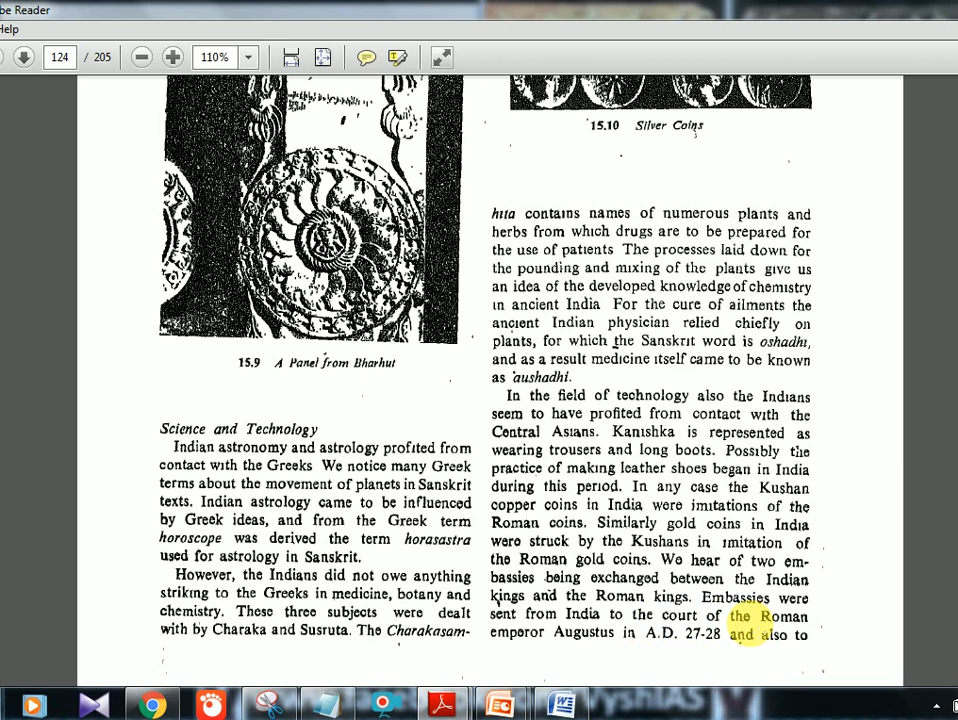 be Reader
Help
124 / 205
110%
15.9 A Panel from Bharhut
Science and Technology
Indian astronomy and astrology profited from
contact with the Greeks We notice many Greek
terms about the movement of planets in Sanskrit
texts. Indian astrology came to be influenced
by Greek ideas, and from the Greek term
horoscope was derived the term horasastra
used for astrology in Sanskrit.
However, the Indians did not owe anything
striking to the Greeks in medicine, botany and
chemistry. These three subjects were dealt
with by Charaka and Susruta. The Charakasam-
15.10 Silver Coins
hita contains names of numerous plants and
herbs from which drugs are to be prepared for
the use of patients The processes laid down for
the pounding and mixing of the plants give us
an idea of the developed knowledge of chemistry
in ancient India For the cure of ailments the
ancient Indian physician relied chiefly on
plants, for which the Sanskrit word is oshadhi,
and as a result medicine itself came to be known
as aushadhi.
In the field of technology also the Indians
seem to have profited from contact with the
Central Asians. Kanishka is represented as
wearing trousers and long boots. Possibly the
practice of making leather shoes began in India
during this period. In any case the Kushan
copper coins in India were imitations of the
Roman coins. Similarly gold coins in India
were struck by the Kushans in imitation of
the Roman gold coins. We hear of two em-
bassies being exchanged between the Indian
kings and the Roman kings. Embassies were
sent from India to the court of the Roman
emperor Augustus in A.D. 27-28 and also to
VyshIAS